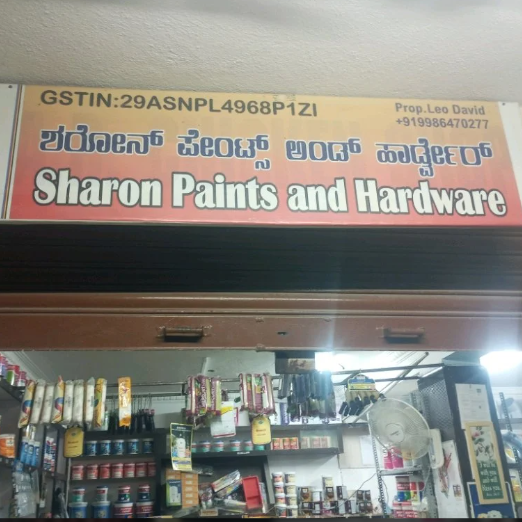 GSTIN:29ASNPL4968P1ZI
Prop.Leo David
+919986470277
ಶರೋನ್ ಪೇಂಟ್ಸ್ ಅಂಡ್ ಹಾರ್ಡ್ವೇರ್
Sharon Paints and Hardware